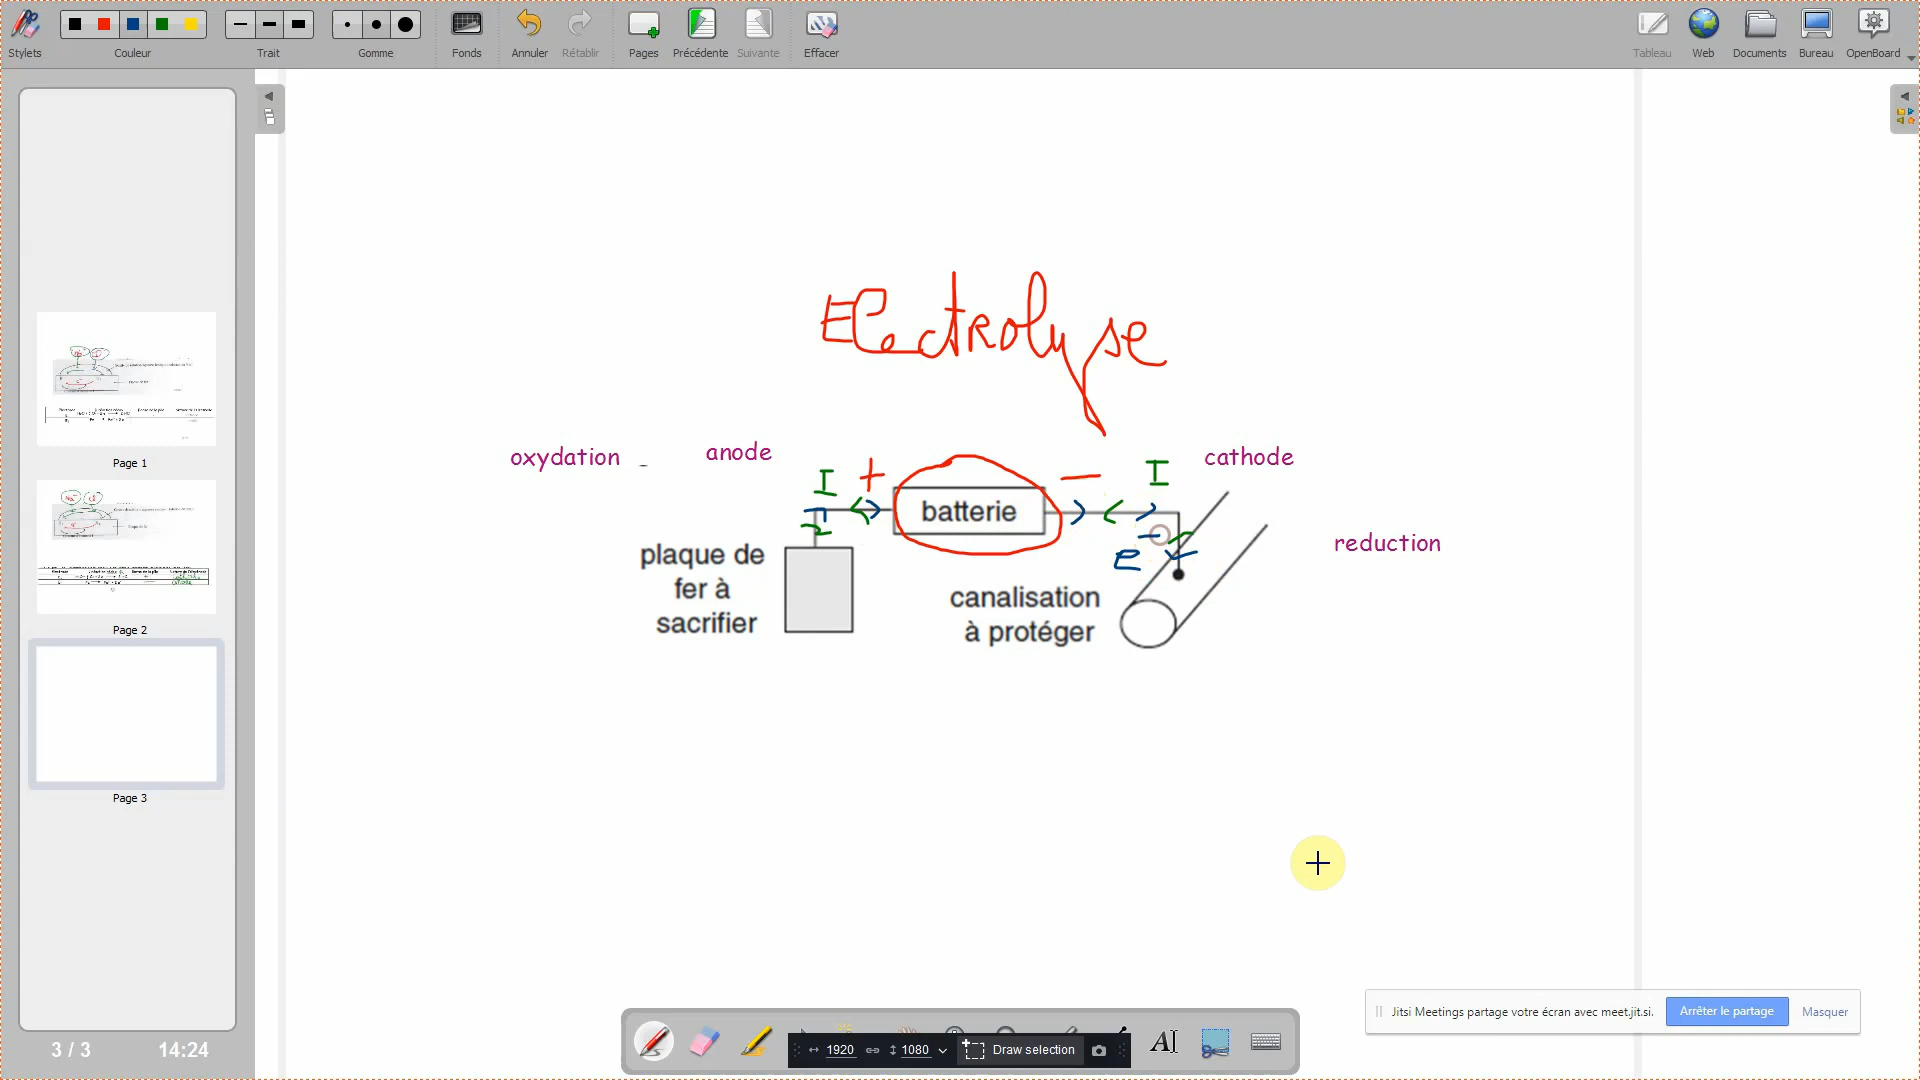 Stylets
Couleur
Trait
Gomme
Fonds
Annuler
Rétablir
Pages
Précédente
Suivante
Effacer
Tableau
Web
Documents
Bureau
OpenBoard
Page 1
Page 2
Page 3
3 / 3
14:24
Electrolyse
oxydation -
anode
cathode
reduction
I
+
batterie
-
I
e-
plaque de
fer à
sacrifier
canalisation
à protéger
1920
1080
Draw selection
Jitsi Meetings partage votre écran avec meet.jit.si.
Arrêter le partage
Masquer